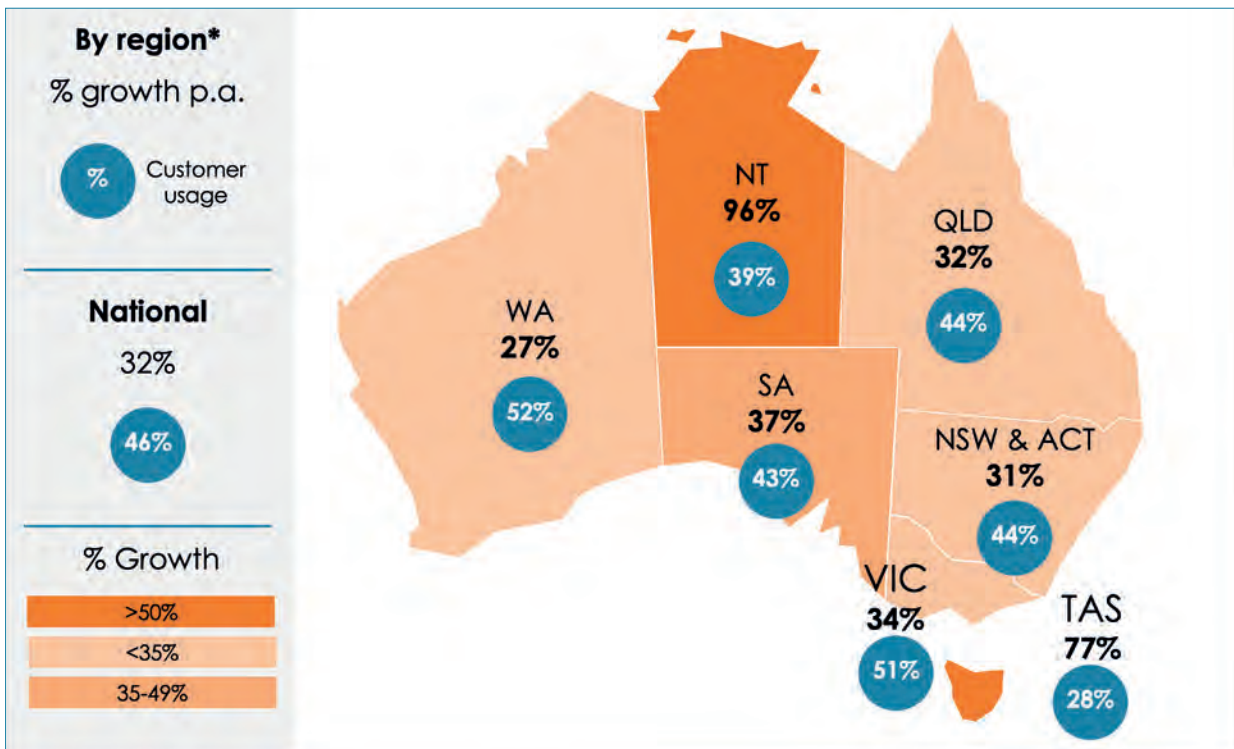 By region*
% growth p.a.
%
Customer
usage
National
32%
46%
% Growth
>50%
<35%
35-49%
NT
96%
39%
QLD
32%
44%
WA
27%
52%
SA
37%
43%
NSW & ACT
31%
44%
VIC
34%
51%
TAS
77%
28%